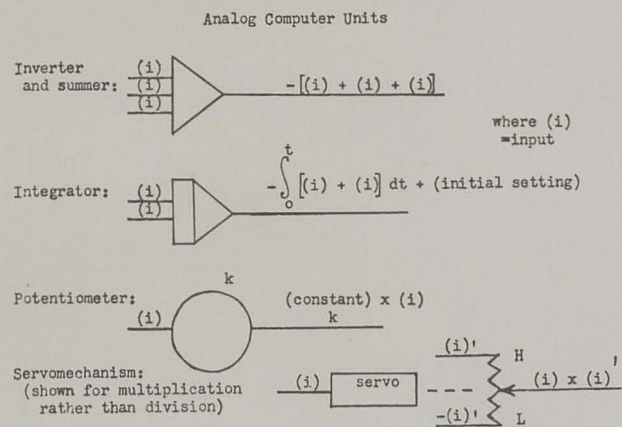 Analog Computer Units
Inverter
and summer:
(i)
(i)
(i)
-[(i) + (i) + (i)]
where (i)
=input
Integrator:
(i)
(i)
t
-∫ [(i) + (i)] dt + (initial setting)
o
Potentiometer:
k
(i)
(constant) x (i)
k
Servomechanism:
(shown for multiplication
rather than division)
(i)
servo
(i)'
H
(i) x (i)'
-(i)'
L